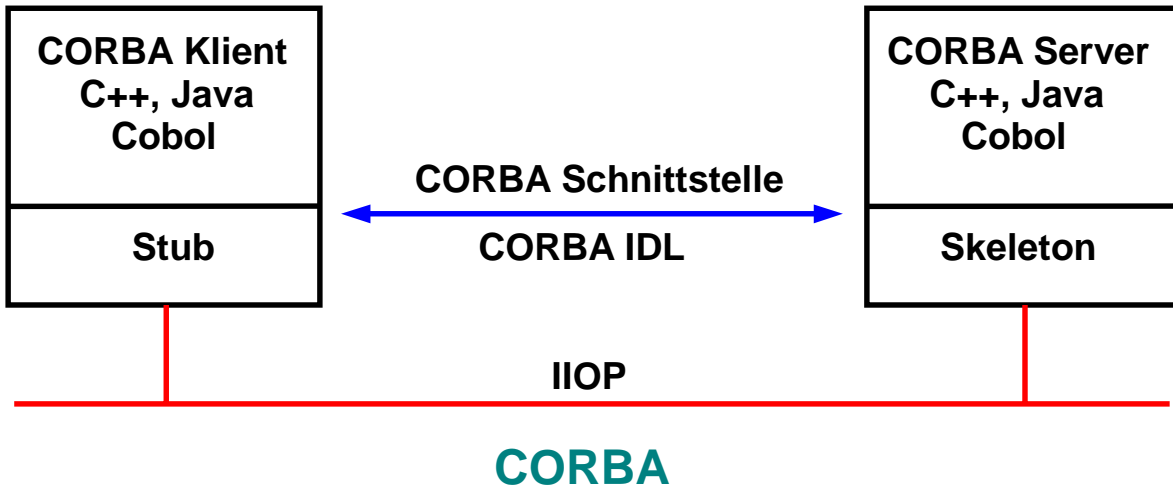 CORBA Klient
C++, Java
Cobol
Stub
CORBA Schnittstelle
CORBA IDL
CORBA Server
C++, Java
Cobol
Skeleton
IIOP
CORBA